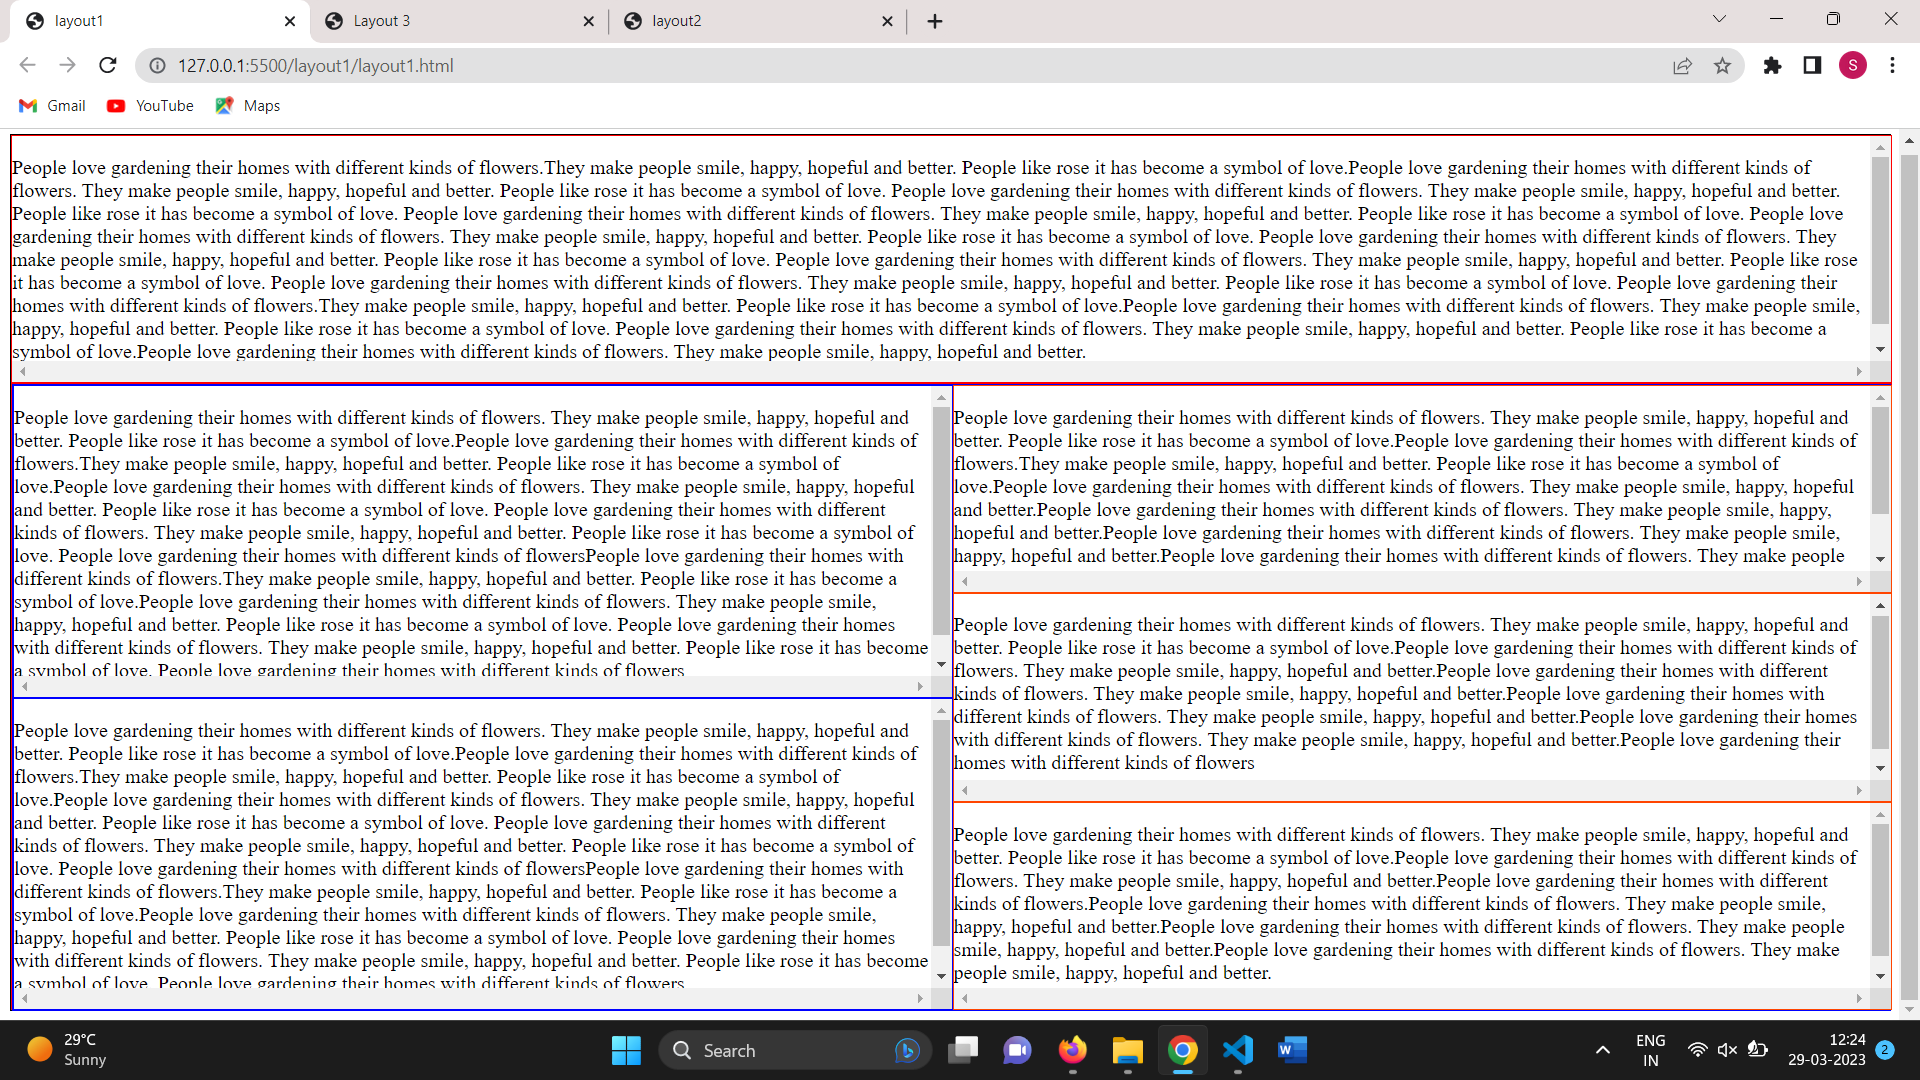 layout1
Layout 3
layout2
127.0.0.1:5500/layout1/layout1.html
S
Gmail
YouTube
Maps
People love gardening their homes with different kinds of flowers.They make people smile, happy, hopeful and better. People like rose it has become a symbol of love.People love gardening their homes with different kinds of
flowers. They make people smile, happy, hopeful and better. People like rose it has become a symbol of love. People love gardening their homes with different kinds of flowers. They make people smile, happy, hopeful and better.
People like rose it has become a symbol of love. People love gardening their homes with different kinds of flowers. They make people smile, happy, hopeful and better. People like rose it has become a symbol of love. People love
gardening their homes with different kinds of flowers. They make people smile, happy, hopeful and better. People like rose it has become a symbol of love. People love gardening their homes with different kinds of flowers. They
make people smile, happy, hopeful and better. People like rose it has become a symbol of love. People love gardening their homes with different kinds of flowers. They make people smile, happy, hopeful and better. People like rose
it has become a symbol of love. People love gardening their homes with different kinds of flowers. They make people smile, happy, hopeful and better. People like rose it has become a symbol of love. People love gardening their
homes with different kinds of flowers.They make people smile, happy, hopeful and better. People like rose it has become a symbol of love.People love gardening their homes with different kinds of flowers. They make people smile,
happy, hopeful and better. People like rose it has become a symbol of love. People love gardening their homes with different kinds of flowers. They make people smile, happy, hopeful and better. People like rose it has become a
symbol of love.People love gardening their homes with different kinds of flowers. They make people smile, happy, hopeful and better.
People love gardening their homes with different kinds of flowers. They make people smile, happy, hopeful and
better. People like rose it has become a symbol of love.People love gardening their homes with different kinds of
flowers.They make people smile, happy, hopeful and better. People like rose it has become a symbol of
love.People love gardening their homes with different kinds of flowers. They make people smile, happy, hopeful
and better. People like rose it has become a symbol of love. People love gardening their homes with different
kinds of flowers. They make people smile, happy, hopeful and better. People like rose it has become a symbol of
love. People love gardening their homes with different kinds of flowersPeople love gardening their homes with
different kinds of flowers.They make people smile, happy, hopeful and better. People like rose it has become a
symbol of love.People love gardening their homes with different kinds of flowers. They make people smile,
happy, hopeful and better. People like rose it has become a symbol of love. People love gardening their homes
with different kinds of flowers. They make people smile, happy, hopeful and better. People like rose it has become
a symbol of love. People love gardening their homes with different kinds of flowers
People love gardening their homes with different kinds of flowers. They make people smile, happy, hopeful and
better. People like rose it has become a symbol of love.People love gardening their homes with different kinds of
flowers.They make people smile, happy, hopeful and better. People like rose it has become a symbol of
love.People love gardening their homes with different kinds of flowers. They make people smile, happy, hopeful
and better. People like rose it has become a symbol of love. People love gardening their homes with different
kinds of flowers. They make people smile, happy, hopeful and better. People like rose it has become a symbol of
love. People love gardening their homes with different kinds of flowersPeople love gardening their homes with
different kinds of flowers.They make people smile, happy, hopeful and better. People like rose it has become a
symbol of love.People love gardening their homes with different kinds of flowers. They make people smile,
happy, hopeful and better. People like rose it has become a symbol of love. People love gardening their homes
with different kinds of flowers. They make people smile, happy, hopeful and better. People like rose it has become
a symbol of love. People love gardening their homes with different kinds of flowers
People love gardening their homes with different kinds of flowers. They make people smile, happy, hopeful and
better. People like rose it has become a symbol of love.People love gardening their homes with different kinds of
flowers.They make people smile, happy, hopeful and better. People like rose it has become a symbol of
love.People love gardening their homes with different kinds of flowers. They make people smile, happy, hopeful
and better.People love gardening their homes with different kinds of flowers. They make people smile, happy,
hopeful and better.People love gardening their homes with different kinds of flowers. They make people smile,
happy, hopeful and better.People love gardening their homes with different kinds of flowers. They make people
People love gardening their homes with different kinds of flowers. They make people smile, happy, hopeful and
better. People like rose it has become a symbol of love.People love gardening their homes with different kinds of
flowers. They make people smile, happy, hopeful and better.People love gardening their homes with different
kinds of flowers. They make people smile, happy, hopeful and better.People love gardening their homes with
different kinds of flowers. They make people smile, happy, hopeful and better.People love gardening their homes
with different kinds of flowers. They make people smile, happy, hopeful and better.People love gardening their
homes with different kinds of flowers
People love gardening their homes with different kinds of flowers. They make people smile, happy, hopeful and
better. People like rose it has become a symbol of love.People love gardening their homes with different kinds of
flowers. They make people smile, happy, hopeful and better.People love gardening their homes with different
kinds of flowers.People love gardening their homes with different kinds of flowers. They make people smile,
happy, hopeful and better.People love gardening their homes with different kinds of flowers. They make people
smile, happy, hopeful and better.People love gardening their homes with different kinds of flowers. They make
people smile, happy, hopeful and better.
29°C
Sunny
Search
W
ENG
IN
12:24
29-03-2023
2